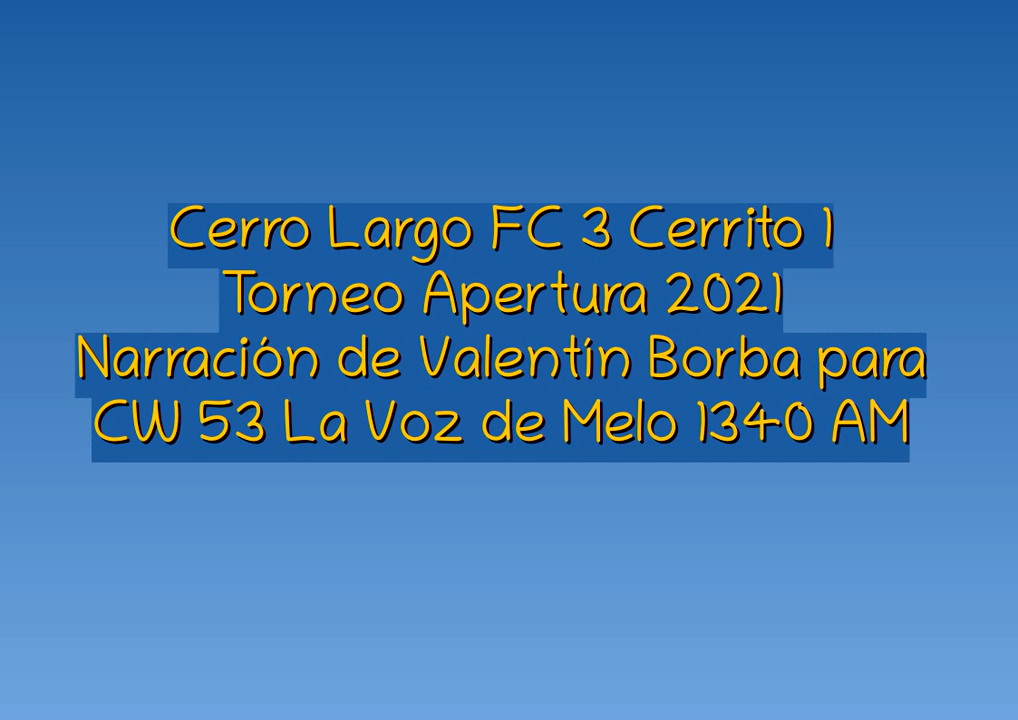 Cerro Largo FC 3 Cerrito 1
Torneo Apertura 2021
Narración de Valentín Borba para
CW 53 La Voz de Melo 1340 AM